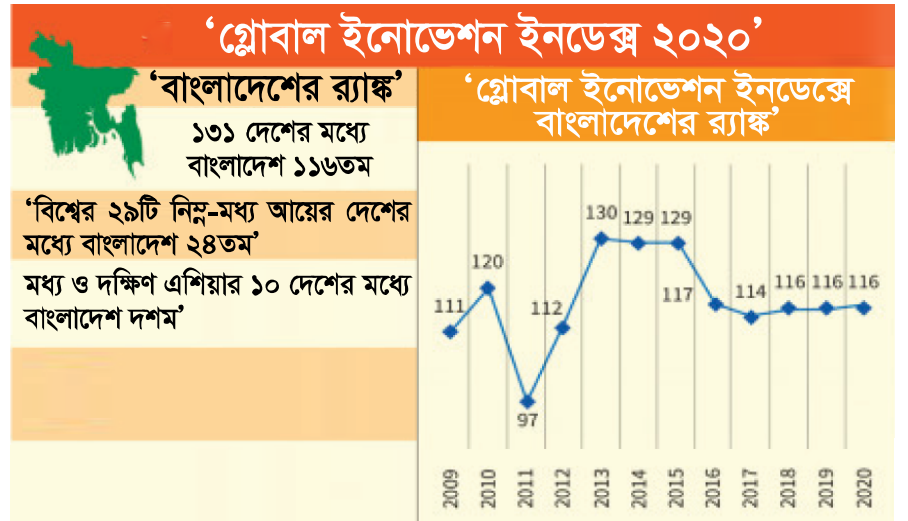 ‘গ্লোবাল ইনোভেশন ইনডেক্স ২০২০’
‘বাংলাদেশের র‍্যাঙ্ক’
১৩১ দেশের মধ্যে
বাংলাদেশ ১১৬তম
‘বিশ্বের ২৯টি নিম্ন-মধ্য আয়ের দেশের
মধ্যে বাংলাদেশ ২৪তম’
মধ্য ও দক্ষিণ এশিয়ার ১০ দেশের মধ্যে
বাংলাদেশ দশম’
‘গ্লোবাল ইনোভেশন ইনডেক্সে
বাংলাদেশের র‍্যাঙ্ক’
111 120 97 112 130 129 129 117 114 116 116 116
2009 2010 2011 2012 2013 2014 2015 2016 2017 2018 2019 2020